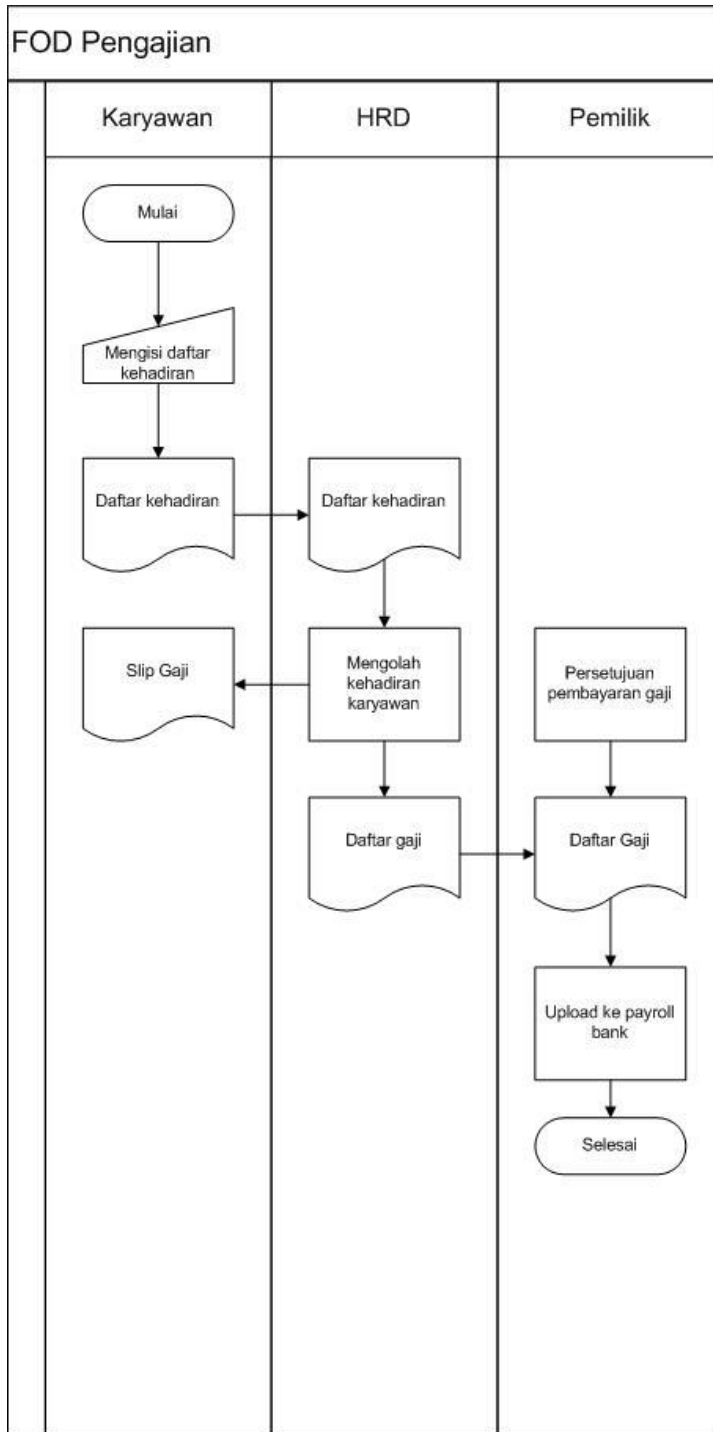 FOD Pengajian
Karyawan
HRD
Pemilik
Mulai
Mengisi daftar
kehadiran
Daftar kehadiran
Daftar kehadiran
Slip Gaji
Mengolah
kehadiran
karyawan
Persetujuan
pembayaran gaji
Daftar gaji
Daftar Gaji
Upload ke payroll
bank
Selesai